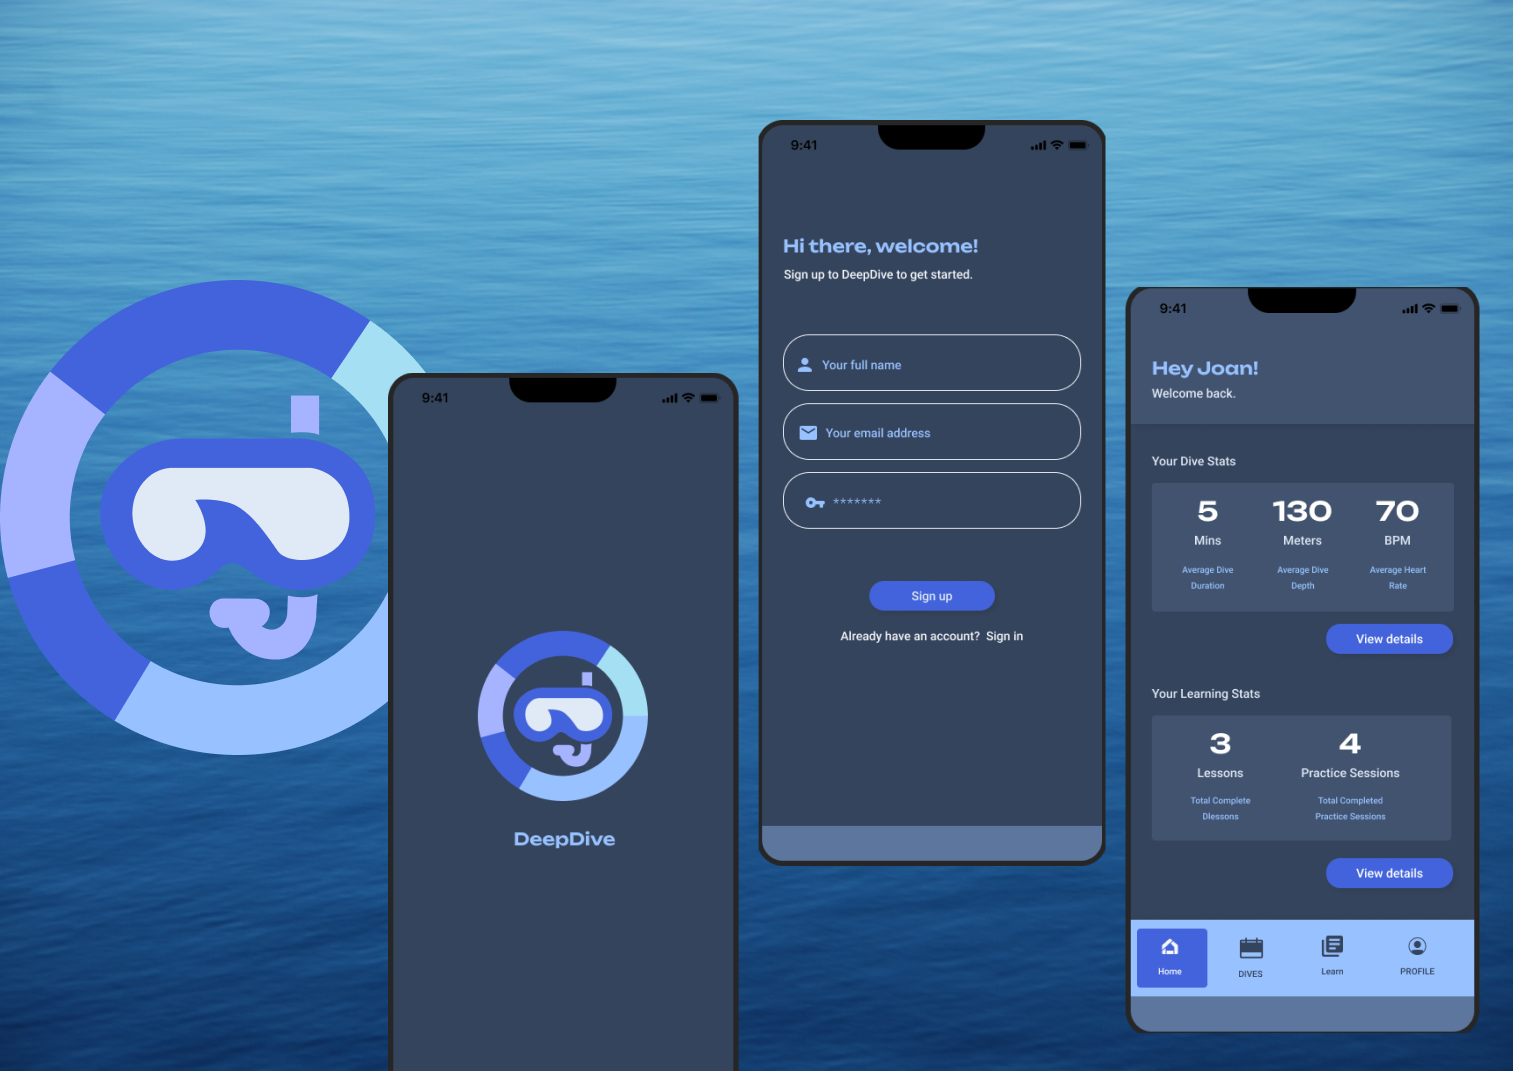 9:41
DeepDive
9:41
Hi there, welcome!
Sign up to DeepDive to get started.
Your full name
Your email address
*******
Sign up
Already have an account? Sign in
9:41
Hey Joan!
Welcome back.
Your Dive Stats
5 130 70
Mins Meters BPM
Average Dive Average Dive Average Heart
Duration Depth Rate
View details
Your Learning Stats
3 4
Lessons Practice Sessions
Total Complete Total Completed
Dlessons Practice Sessions
View details
Home DIVES Learn PROFILE